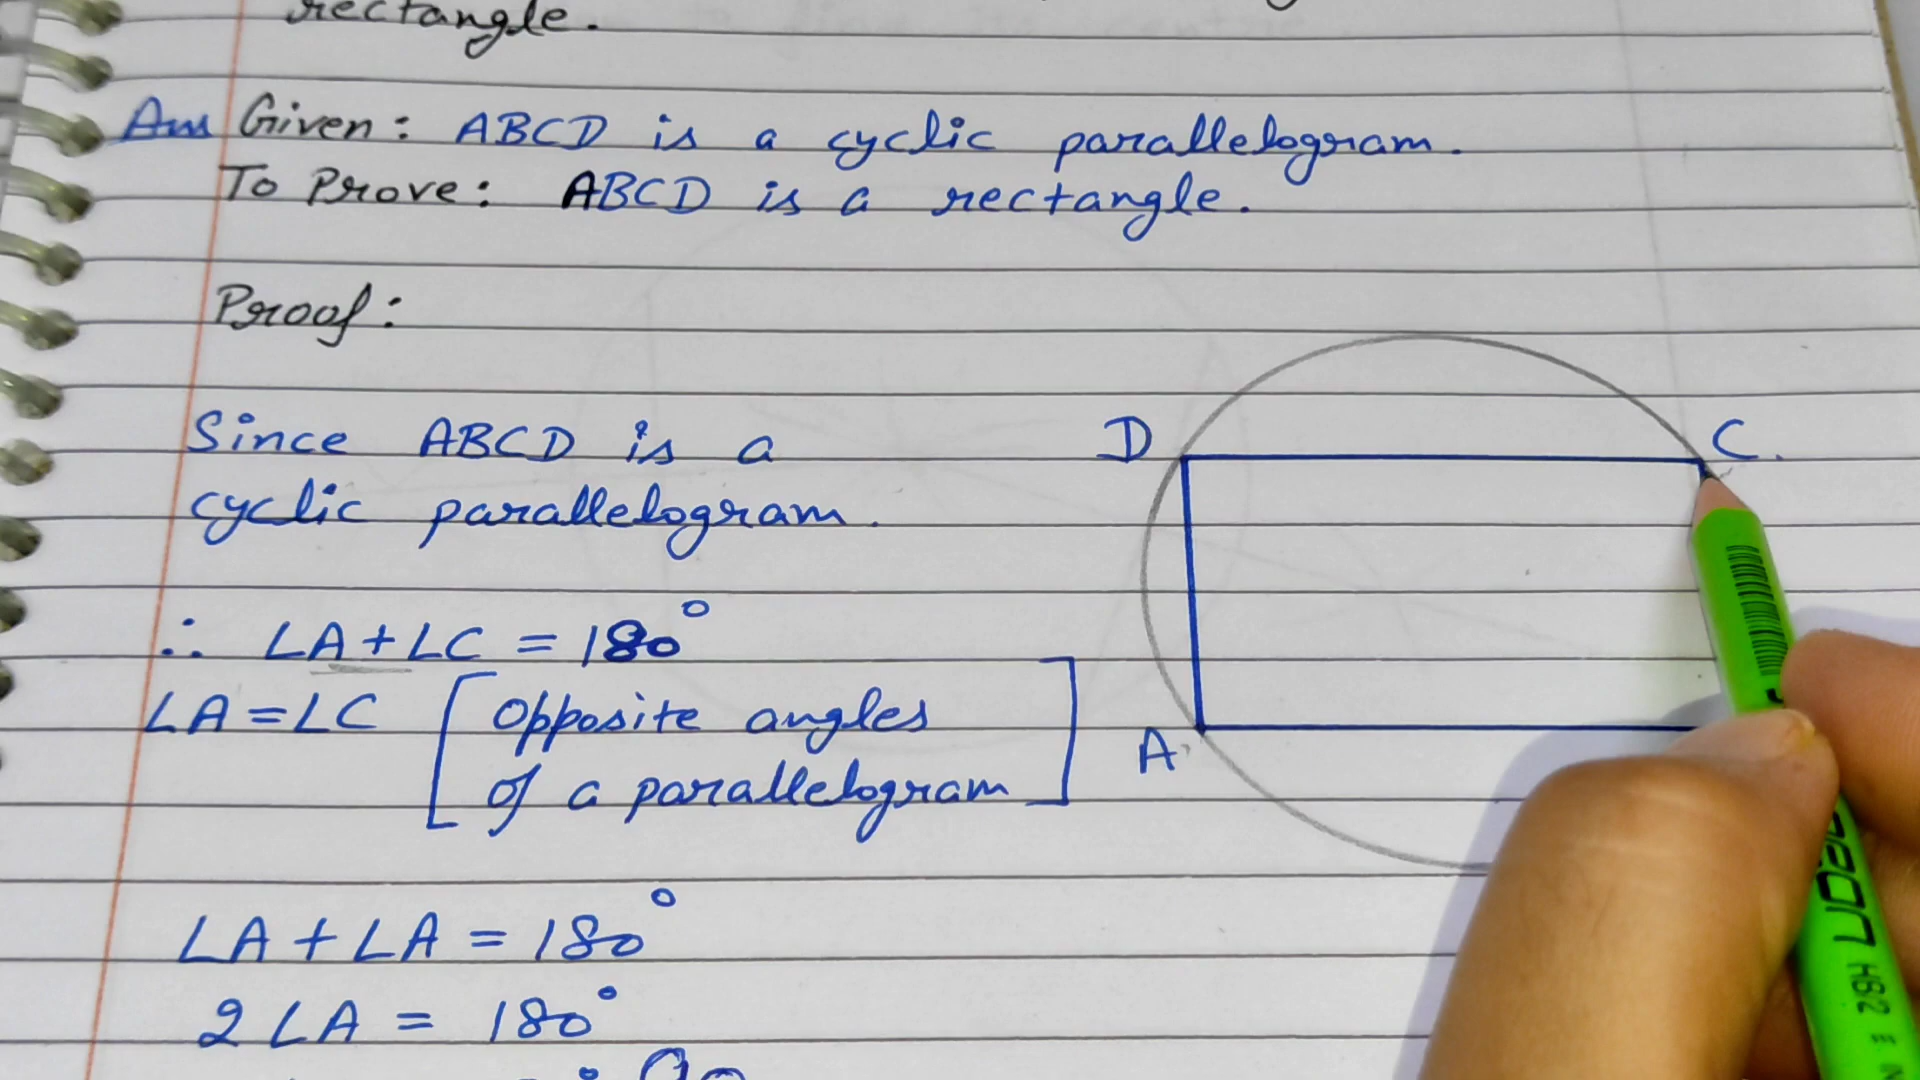 rectangle.
Ans Given: ABCD is a cyclic parallelogram.
To Prove: ABCD is a rectangle.
Proof:
Since ABCD is a
cyclic parallelogram.
∴ ∠A + ∠C = 180°
∠A = ∠C [Opposite angles
of a parallelogram]
∠A + ∠A = 180°
2∠A = 180°
D C.
A
HB2